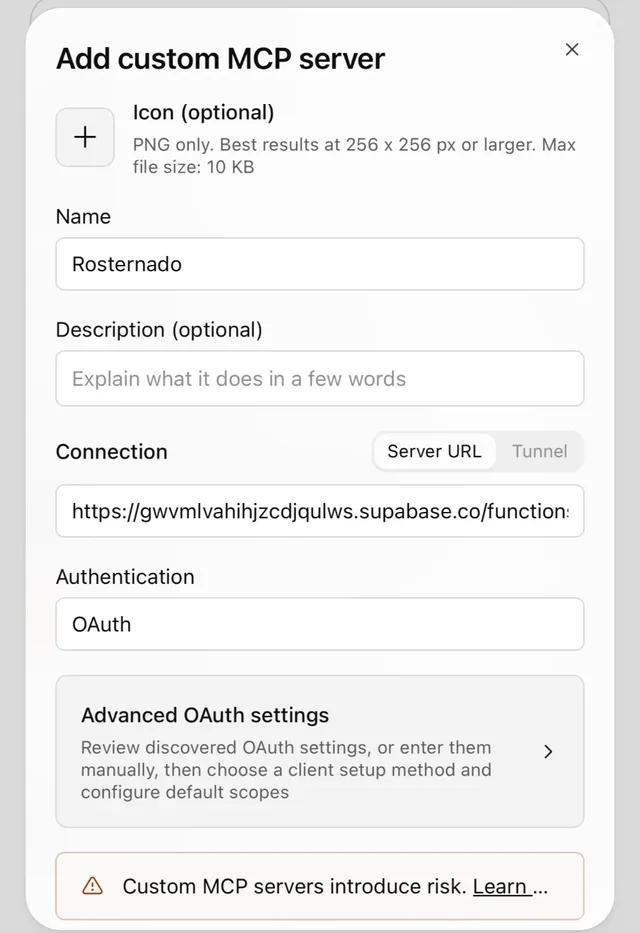 Add custom MCP server
Icon (optional)
PNG only. Best results at 256 x 256 px or larger. Max
file size: 10 KB
Name
Rosternado
Description (optional)
Explain what it does in a few words
Connection
Server URL
Tunnel
https://gwvmlvahihjzcdjqulws.supabase.co/functions
Authentication
OAuth
Advanced OAuth settings
Review discovered OAuth settings, or enter them
manually, then choose a client setup method and
configure default scopes
Custom MCP servers introduce risk. Learn ...